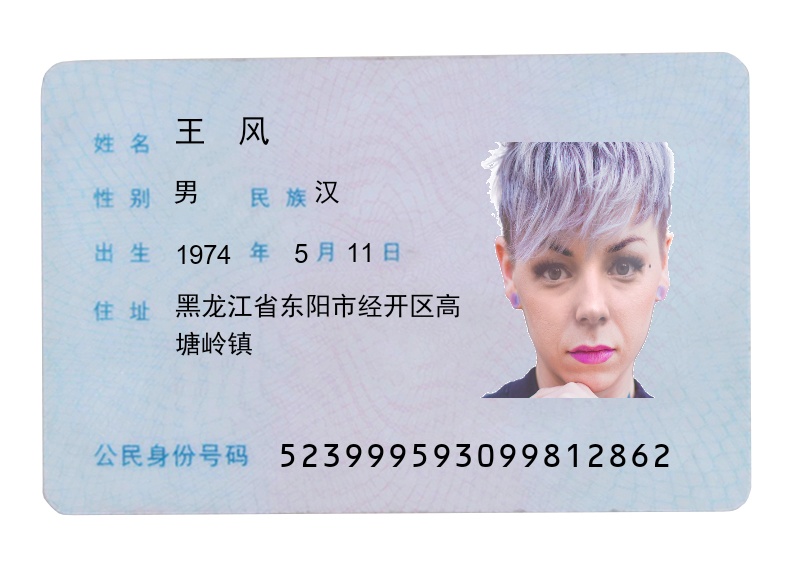 姓名 王 风
性别 男 民族 汉
出生 1974 年 5 月 11 日
住址 黑龙江省东阳市经开区高
塘岭镇
公民身份号码 523999593099812862